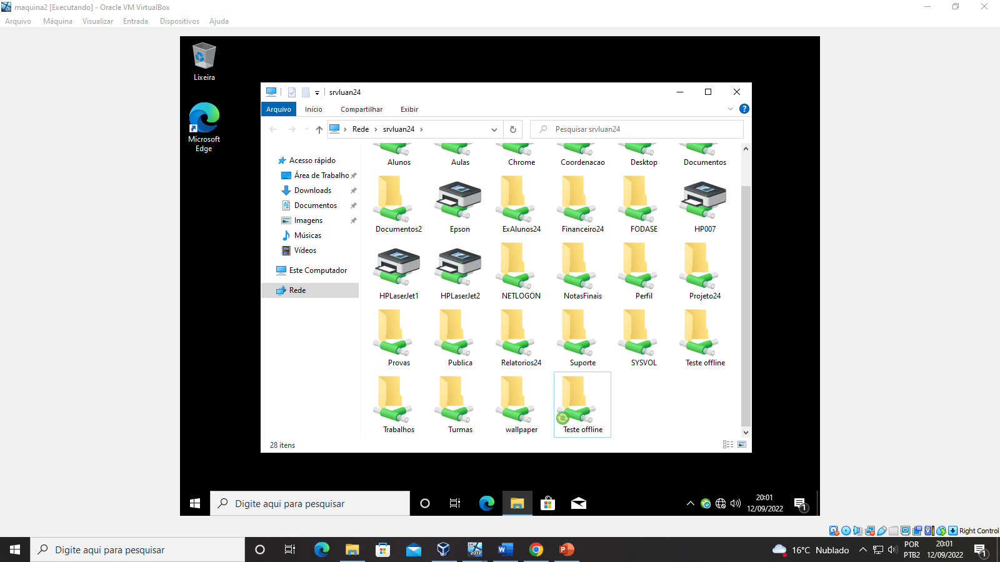 maquina2 [Executando] - Oracle VM VirtualBox
Arquivo Máquina Visualizar Entrada Dispositivos Ajuda
Lixeira
Microsoft
Edge
srvluan24
Arquivo Início Compartilhar Exibir
Rede srvluan24
Pesquisar srvluan24
Acesso rápido
Área de Trabalho
Downloads
Documentos
Imagens
Músicas
Vídeos
Este Computador
Rede
Alunos Aulas Chrome Coordenacao Desktop Documentos
Documentos2 Epson ExAlunos24 Financeiro24 FODASE HP007
HPLaserJet1 HPLaserJet2 NETLOGON NotasFinais Perfil Projeto24
Provas Publica Relatorios24 Suporte SYSVOL Teste offline
Trabalhos Turmas wallpaper Teste offline
28 itens
Digite aqui para pesquisar
20:01
12/09/2022
1
Right Control
Digite aqui para pesquisar
2012
16°C Nublado
POR
PTB2
20:01
12/09/2022
1